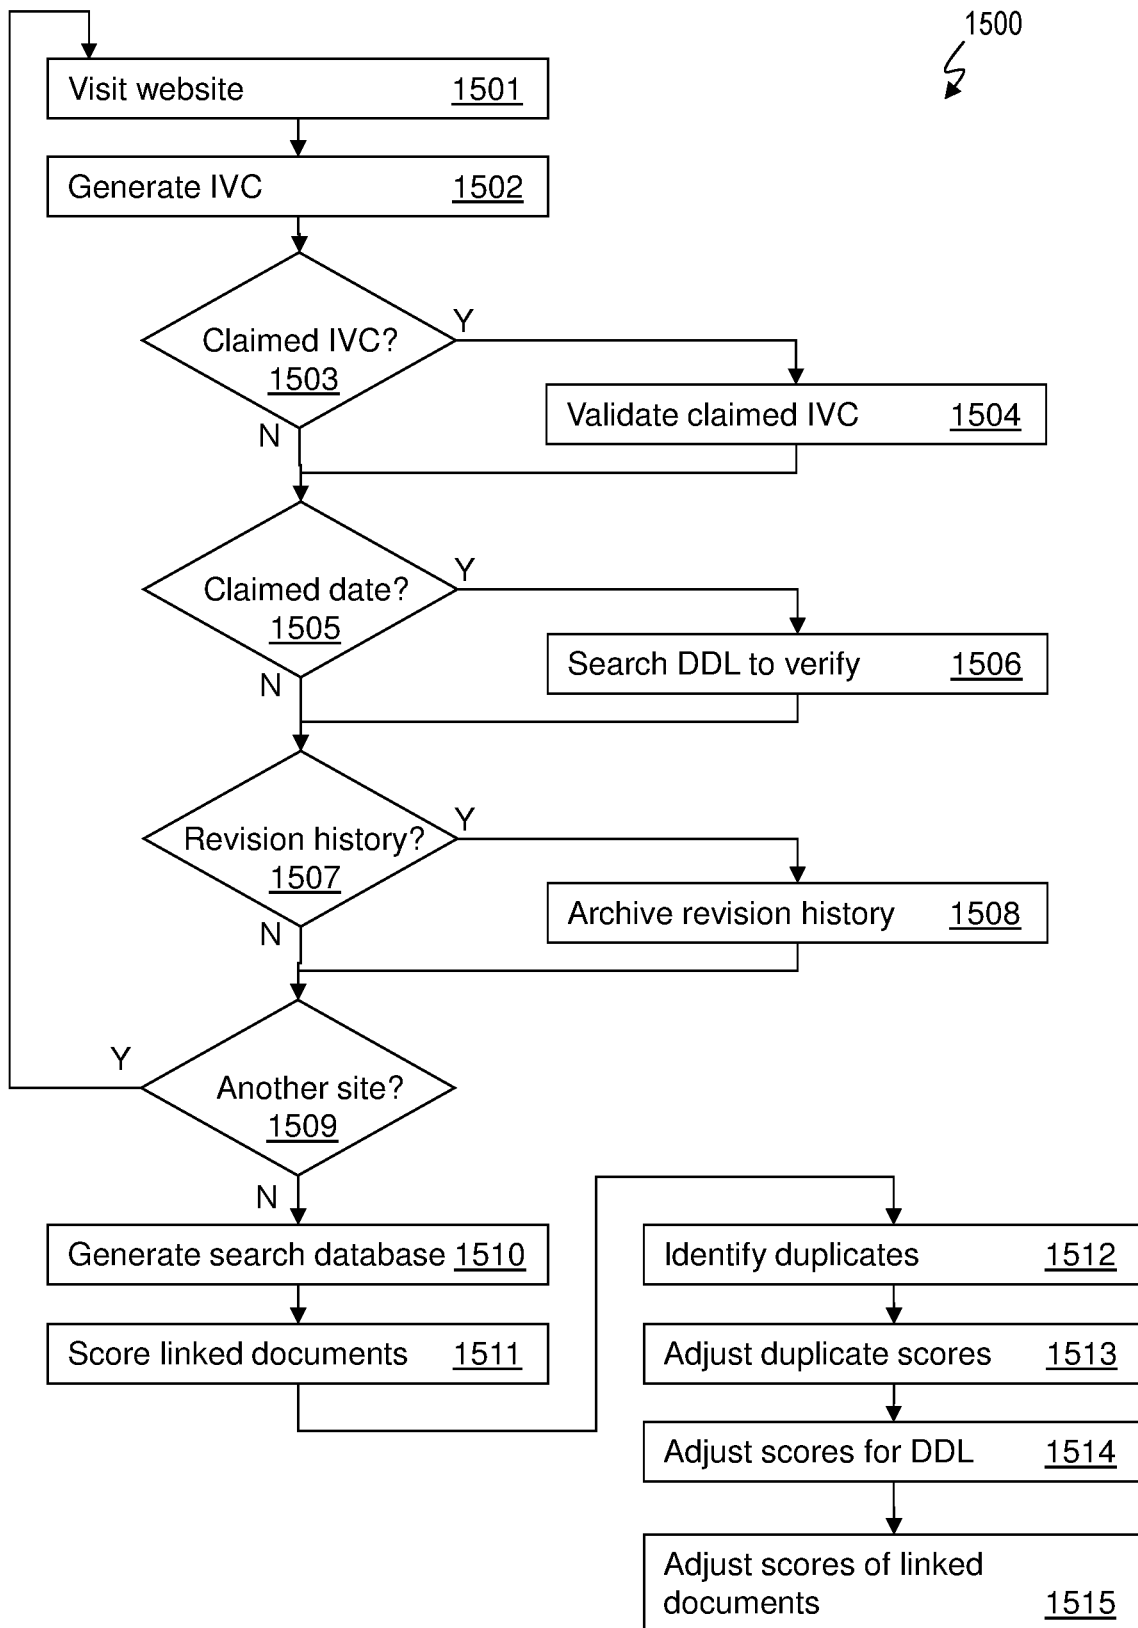 1500
Visit website 1501
Generate IVC 1502
Claimed IVC?
1503
Y
N
Validate claimed IVC 1504
Claimed date?
1505
Y
N
Search DDL to verify 1506
Revision history?
1507
Y
N
Archive revision history 1508
Another site?
1509
Y
N
Generate search database 1510
Score linked documents 1511
Identify duplicates 1512
Adjust duplicate scores 1513
Adjust scores for DDL 1514
Adjust scores of linked
documents 1515